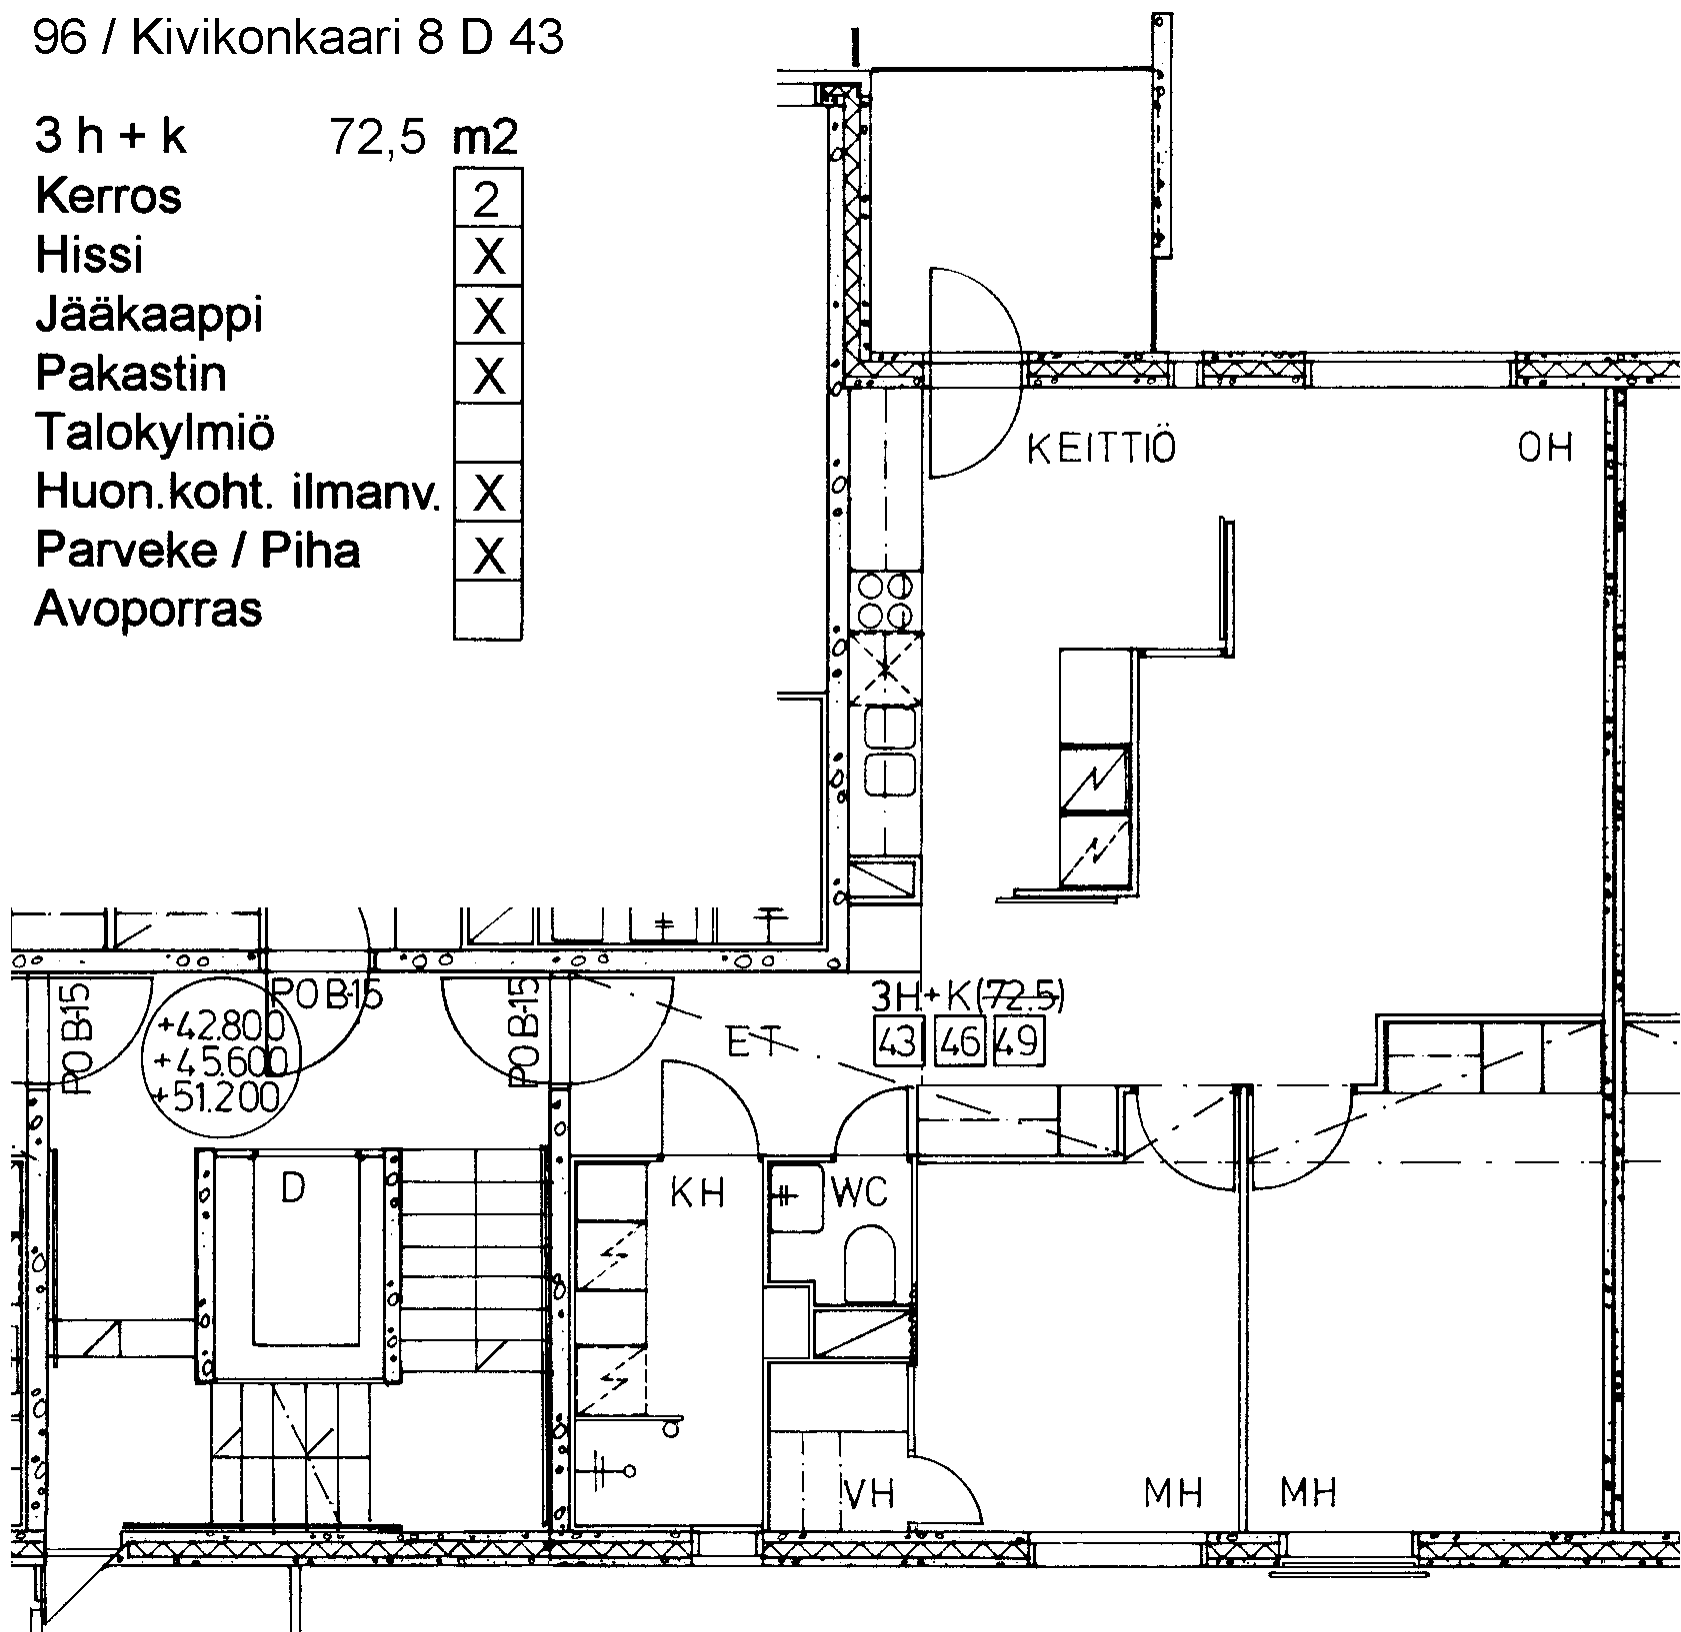 96 / Kivikonkaari 8 D 43
3 h + k 72,5 m2
Kerros 2
Hissi X
Jääkaappi X
Pakastin X
Talokylmiö
Huon.koht. ilmanv. X
Parveke / Piha X
Avoporras
KEITTIÖ
OH
PO B-15
PO B-15
PO B-15
+42.800
+45.600
+51.200
ET
3H+K(72.5)
43 46 49
D
KH
WC
VH
MH
MH